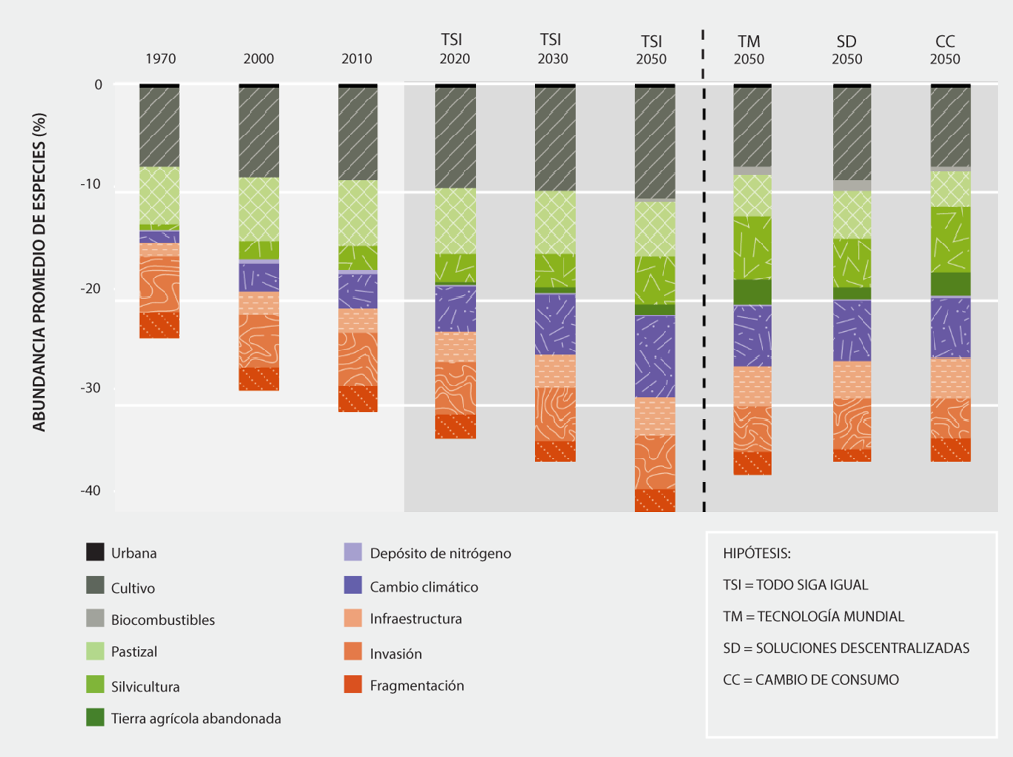 TSI TSI TSI TM SD CC
1970 2000 2010 2020 2030 2050 2050 2050 2050
ABUNDANCIA PROMEDIO DE ESPECIES (%)
0
-10
-20
-30
-40
Urbana
Cultivo
Biocombustibles
Pastizal
Silvicultura
Tierra agrícola abandonada
Depósito de nitrógeno
Cambio climático
Infraestructura
Invasión
Fragmentación
HIPÓTESIS:
TSI = TODO SIGA IGUAL
TM = TECNOLOGÍA MUNDIAL
SD = SOLUCIONES DESCENTRALIZADAS
CC = CAMBIO DE CONSUMO